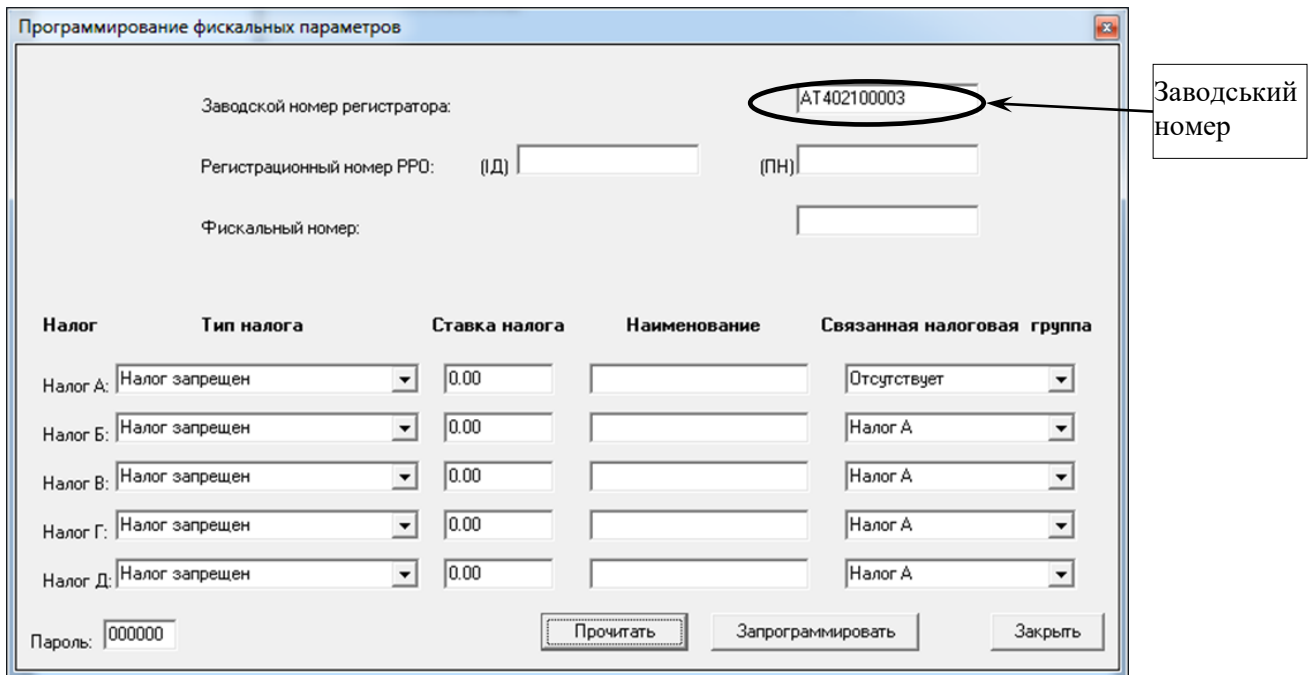 Программирование фискальных параметров
Заводской номер регистратора: АТ402100003
Заводський
номер
Регистрационный номер РРО: (ІД) (ПН)
Фискальный номер:
Налог Тип налога Ставка налога Наименование Связанная налоговая группа
Налог А: Налог запрещен 0.00 Отсутствует
Налог Б: Налог запрещен 0.00 Налог А
Налог В: Налог запрещен 0.00 Налог А
Налог Г: Налог запрещен 0.00 Налог А
Налог Д: Налог запрещен 0.00 Налог А
Пароль: 000000 Прочитать Запрограммировать Закрыть